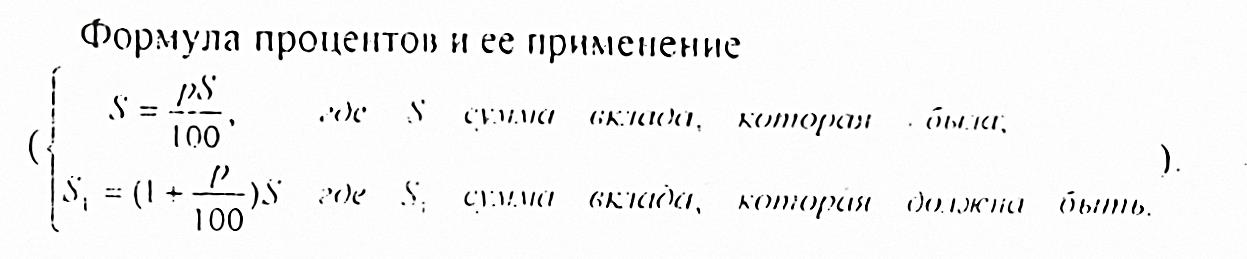 Формула процентов и ее применение
S = pS/100, где S сумма вклада, которая была;
S₁ = (1 + p/100)S где S₁ сумма вклада, которая должна быть.